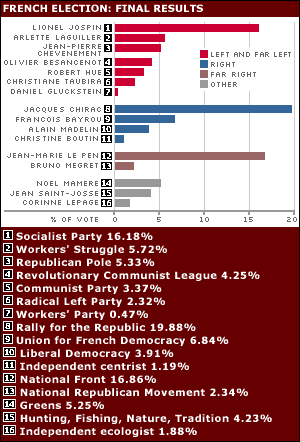 FRENCH ELECTION: FINAL RESULTS
LIONEL JOSPIN 1
ARLETTE LAGUILLER 2
JEAN-PIERRE CHEVENEMENT 3
OLIVIER BESANCENOT 4
ROBERT HUE 5
CHRISTIANE TAUBIRA 6
DANIEL GLUCKSTEIN 7
LEFT AND FAR LEFT
RIGHT
FAR RIGHT
OTHER
JACQUES CHIRAC 8
FRANCOIS BAYROU 9
ALAIN MADELIN 10
CHRISTINE BOUTIN 11
JEAN-MARIE LE PEN 12
BRUNO MEGRET 13
NOEL MAMERE 14
JEAN SAINT-JOSSE 15
CORINNE LEPAGE 16
% OF VOTE 0 5 10 15 20%
1 Socialist Party 16.18%
2 Workers' Struggle 5.72%
3 Republican Pole 5.33%
4 Revolutionary Communist League 4.25%
5 Communist Party 3.37%
6 Radical Left Party 2.32%
7 Workers' Party 0.47%
8 Rally for the Republic 19.88%
9 Union for French Democracy 6.84%
10 Liberal Democracy 3.91%
11 Independent centrist 1.19%
12 National Front 16.86%
13 National Republican Movement 2.34%
14 Greens 5.25%
15 Hunting, Fishing, Nature, Tradition 4.23%
16 Independent ecologist 1.88%